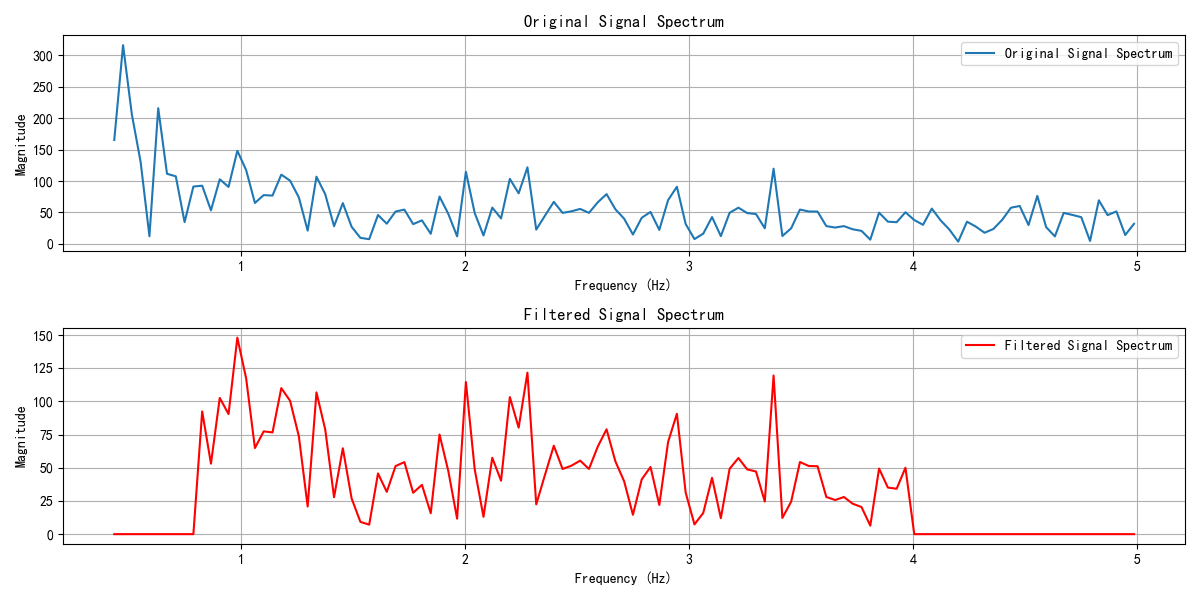 Original Signal Spectrum
300
250
200
150
100
50
0
Magnitude
Original Signal Spectrum
1 2 3 4 5
Frequency (Hz)
Filtered Signal Spectrum
150
125
100
75
50
25
0
Magnitude
Filtered Signal Spectrum
1 2 3 4 5
Frequency (Hz)